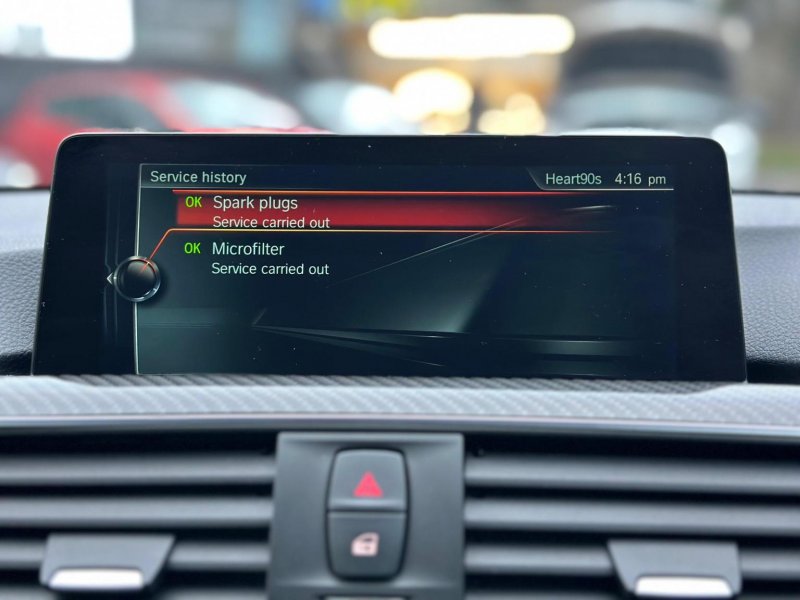 Service history
Heart90s 4:16 pm
OK Spark plugs
Service carried out
OK Microfilter
Service carried out